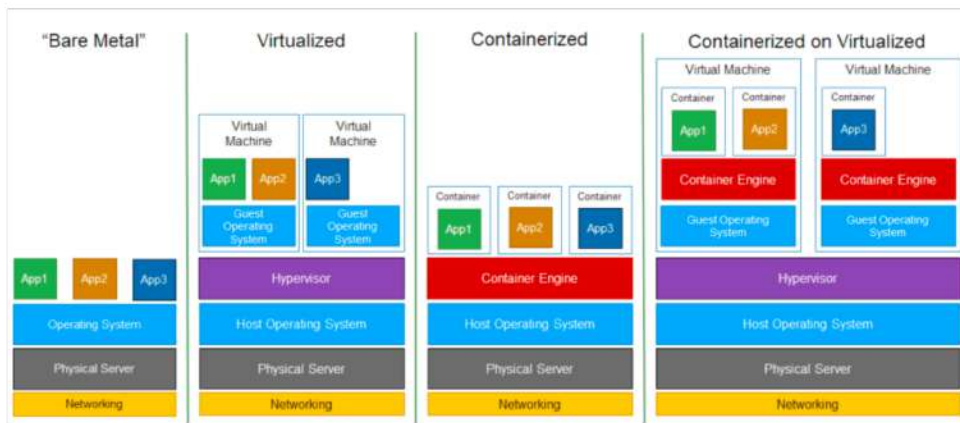 "Bare Metal"
App1 App2 App3
Operating System
Physical Server
Networking
Virtualized
Virtual
Machine
Virtual
Machine
App1 App2
App3
Guest
Operating
System
Guest
Operating
System
Hypervisor
Host Operating System
Physical Server
Networking
Containerized
Container
App1
Container
App2
Container
App3
Container Engine
Host Operating System
Physical Server
Networking
Containerized on Virtualized
Virtual Machine
Container
App1
Container
App2
Container Engine
Guest Operating
System
Virtual Machine
Container
App3
Container Engine
Guest Operating
System
Hypervisor
Host Operating System
Physical Server
Networking